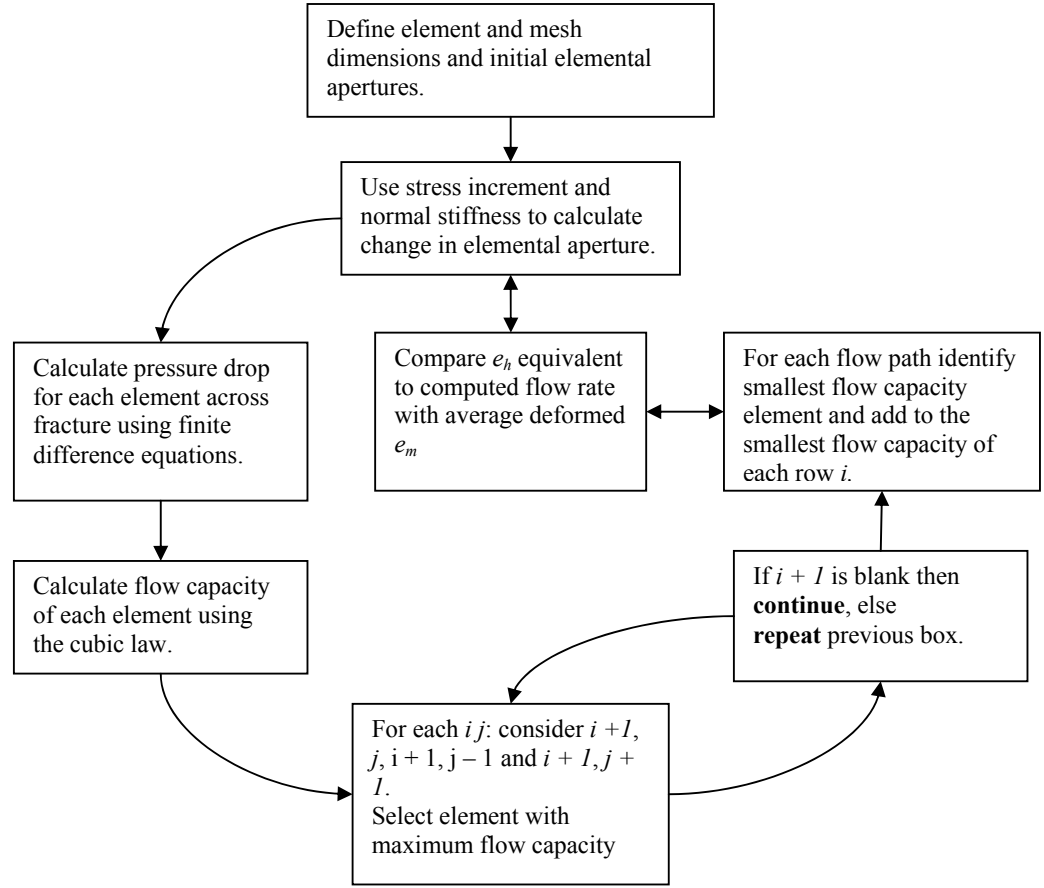 Define element and mesh
dimensions and initial elemental
apertures.
Use stress increment and
normal stiffness to calculate
change in elemental aperture.
Calculate pressure drop
for each element across
fracture using finite
difference equations.
Compare e_h equivalent
to computed flow rate
with average deformed
e_m
For each flow path identify
smallest flow capacity
element and add to the
smallest flow capacity of
each row i.
Calculate flow capacity
of each element using
the cubic law.
If i + 1 is blank then
continue, else
repeat previous box.
For each i j: consider i +1,
j, i + 1, j – 1 and i + 1, j +
1.
Select element with
maximum flow capacity